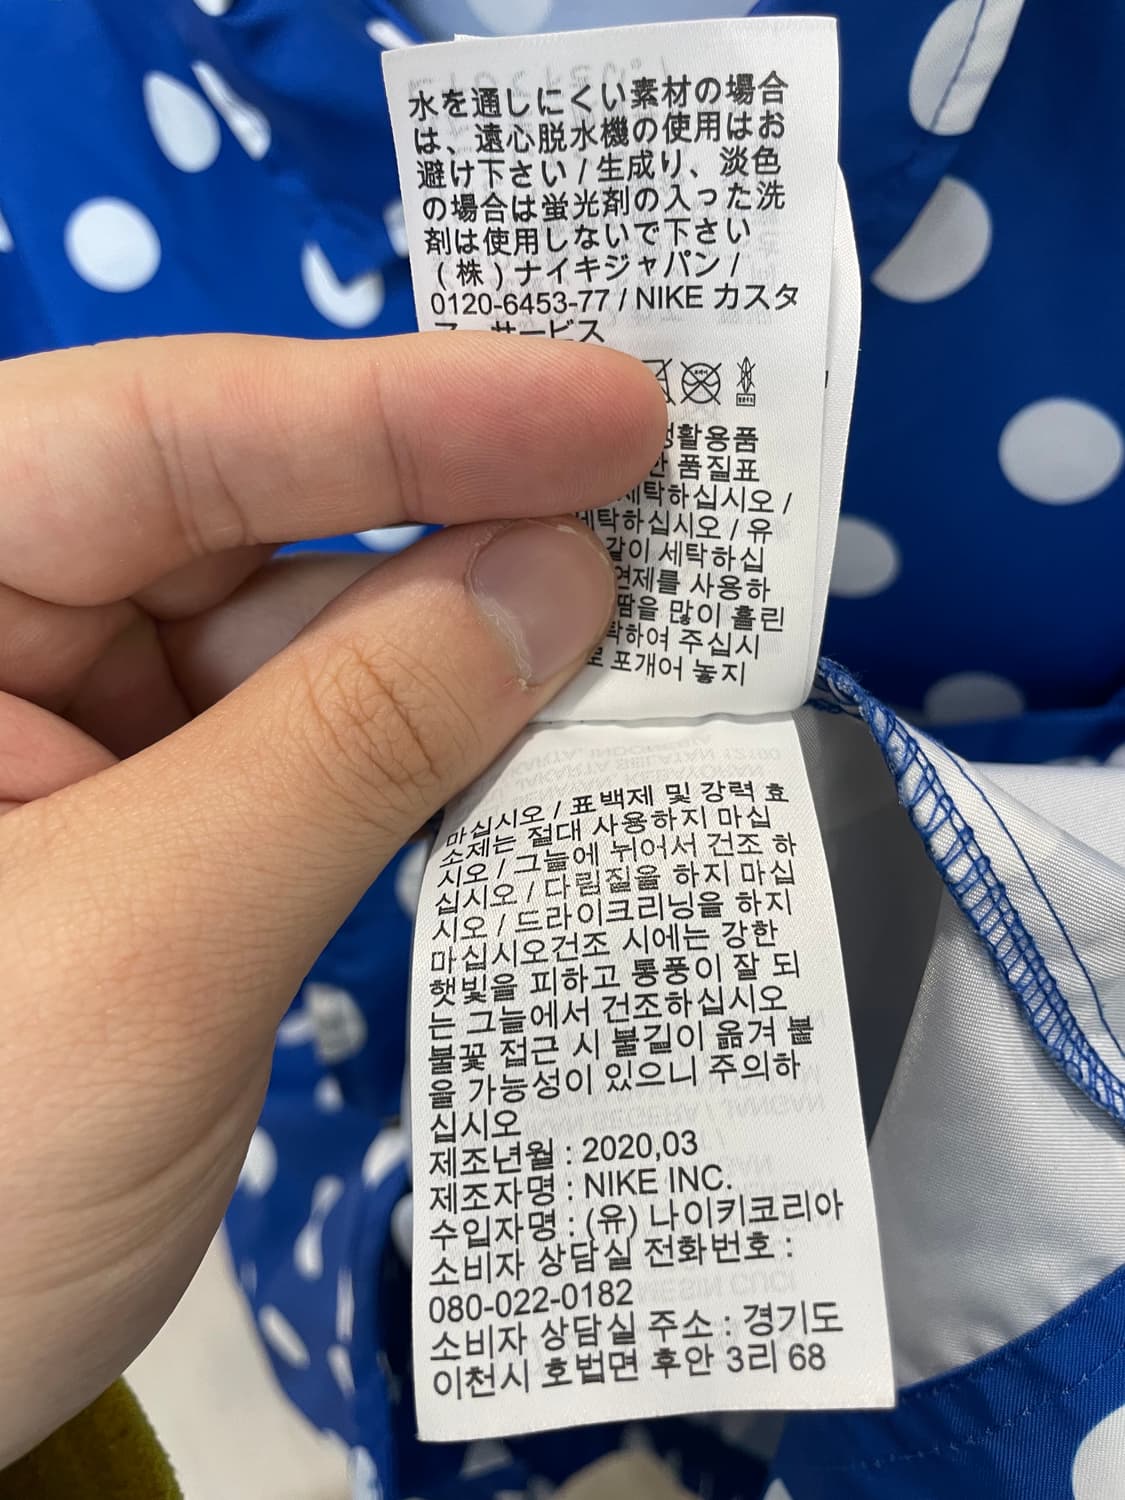 水を通しにくい素材の場合
は、遠心脱水機の使用はお
避け下さい / 生成り、淡色
の場合は蛍光剤の入った洗
剤は使用しないで下さい
(株)ナイキジャパン /
0120-6453-77 / NIKE カスタ
マーサービス
활용품
품질표
세탁하십시오 /
세탁하십시오 / 유
같이 세탁하십
연제를 사용하
땀을 많이 흘린
탁하여 주십시
로 포개어 놓지
마십시오 / 표백제 및 강력 효
소제는 절대 사용하지 마십
시오 / 그늘에 뉘어서 건조 하
십시오 / 다림질을 하지 마십
시오 / 드라이크리닝을 하지
마십시오건조 시에는 강한
햇빛을 피하고 통풍이 잘 되
는 그늘에서 건조하십시오
불꽃 접근 시 불길이 옮겨 붙
을 가능성이 있으니 주의하
십시오
제조년월 : 2020,03
제조자명 : NIKE INC.
수입자명 : (유) 나이키코리아
소비자 상담실 전화번호 :
080-022-0182
소비자 상담실 주소 : 경기도
이천시 호법면 후안 3리 68